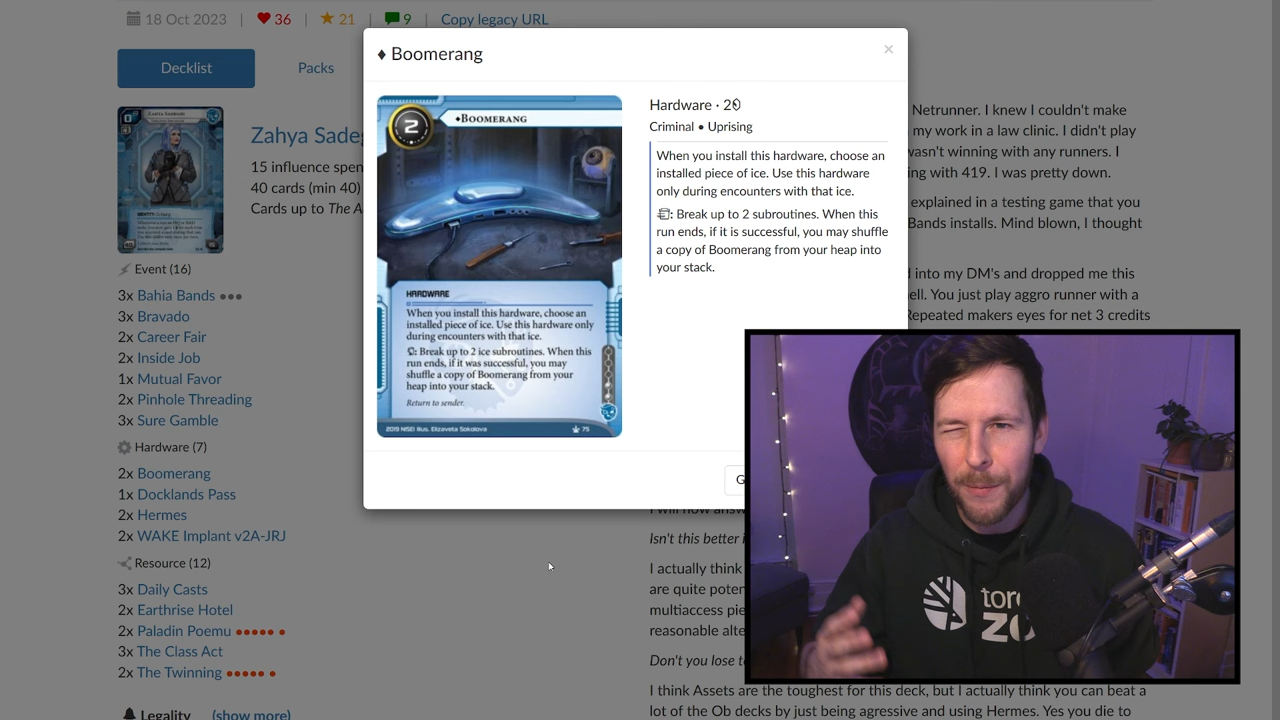 18 Oct 2023 | 36 | 21 | 9 | Copy legacy URL
Decklist
Packs
Zahya Sade
15 influence spen
40 cards (min 40)
Cards up to The A
Event (16)
3x Bahia Bands ●●●
3x Bravado
2x Career Fair
2x Inside Job
1x Mutual Favor
2x Pinhole Threading
3x Sure Gamble
Hardware (7)
2x Boomerang
1x Docklands Pass
2x Hermes
2x WAKE Implant v2A-JRJ
Resource (12)
3x Daily Casts
2x Earthrise Hotel
2x Paladin Poemu ●●●●● ●
3x The Class Act
2x The Twinning ●●●●● ●
Legality (show more)
♦ Boomerang
×
2
♦BOOMERANG
HARDWARE
When you install this hardware, choose an
installed piece of ice. Use this hardware only
during encounters with that ice.
: Break up to 2 ice subroutines. When this
run ends, if it was successful, you may
shuffle a copy of Boomerang from your
heap into your stack.
Return to sender.
2019 NISEI Illus. Elizaveta Sokolova
75
Hardware · 2
Criminal • Uprising
When you install this hardware, choose an
installed piece of ice. Use this hardware
only during encounters with that ice.
: Break up to 2 subroutines. When this
run ends, if it is successful, you may shuffle
a copy of Boomerang from your heap into
your stack.
G
Netrunner. I knew I couldn't make
my work in a law clinic. I didn't play
wasn't winning with any runners. I
ng with 419. I was pretty down.
explained in a testing game that you
Bands installs. Mind blown, I thought
into my DM's and dropped me this
ell. You just play aggro runner with a
Repeated makers eyes for net 3 credits
I will now answ
Isn't this better i
I actually think
are quite poten
multiaccess pie
reasonable alte
Don't you lose to
I think Assets are the toughest for this deck, but I actually think you can beat a
lot of the Ob decks by just being agressive and using Hermes. Yes you die to